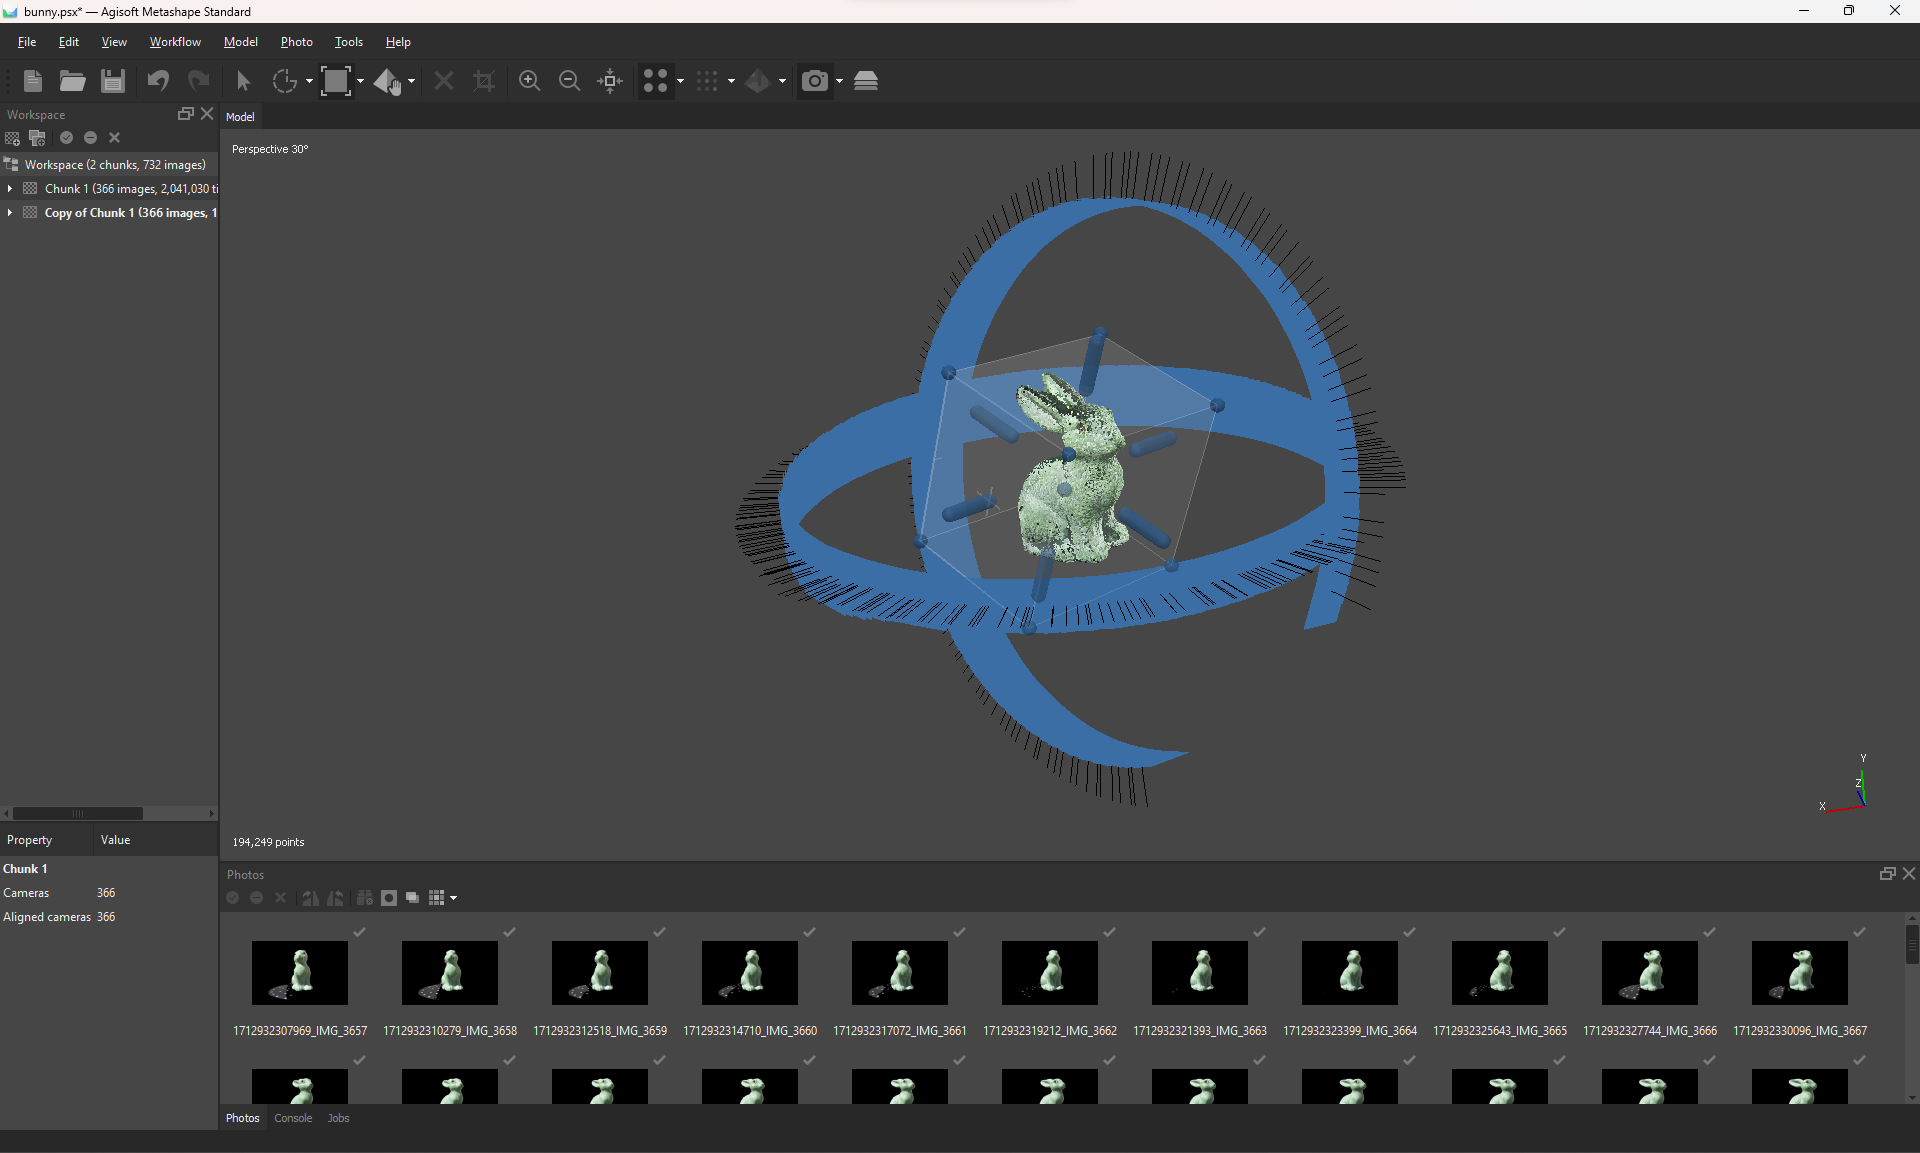 bunny.psx* — Agisoft Metashape Standard
File Edit View Workflow Model Photo Tools Help
Workspace
Model
Perspective 30°
Workspace (2 chunks, 732 images)
Chunk 1 (366 images, 2,041,030 ti
Copy of Chunk 1 (366 images, 1
Y
Z
X
194,249 points
Property Value
Chunk 1
Cameras 366
Aligned cameras 366
Photos
1712932307969_IMG_3657 1712932310279_IMG_3658 1712932312518_IMG_3659 1712932314710_IMG_3660 1712932317072_IMG_3661 1712932319212_IMG_3662 1712932321393_IMG_3663 1712932323399_IMG_3664 1712932325643_IMG_3665 1712932327744_IMG_3666 1712932330096_IMG_3667
Photos Console Jobs